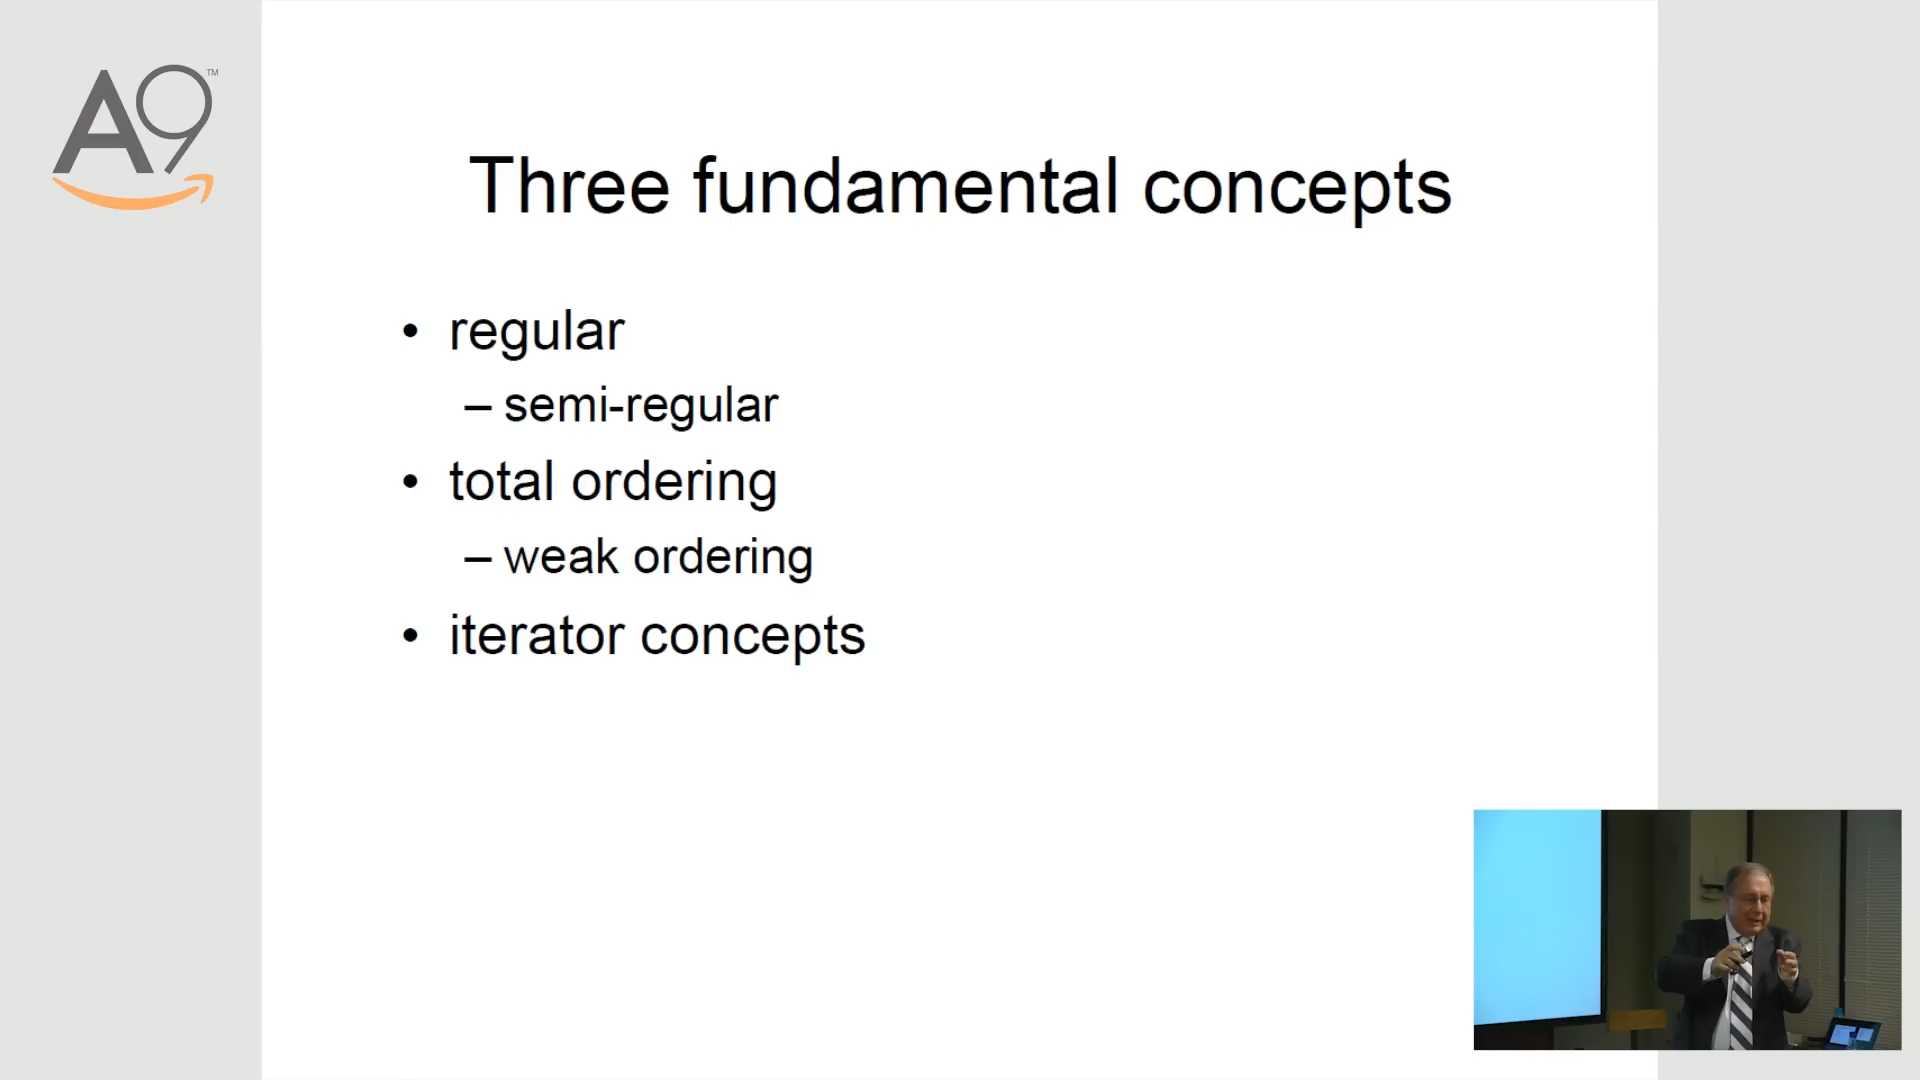 A9™
Three fundamental concepts
• regular
– semi-regular
• total ordering
– weak ordering
• iterator concepts